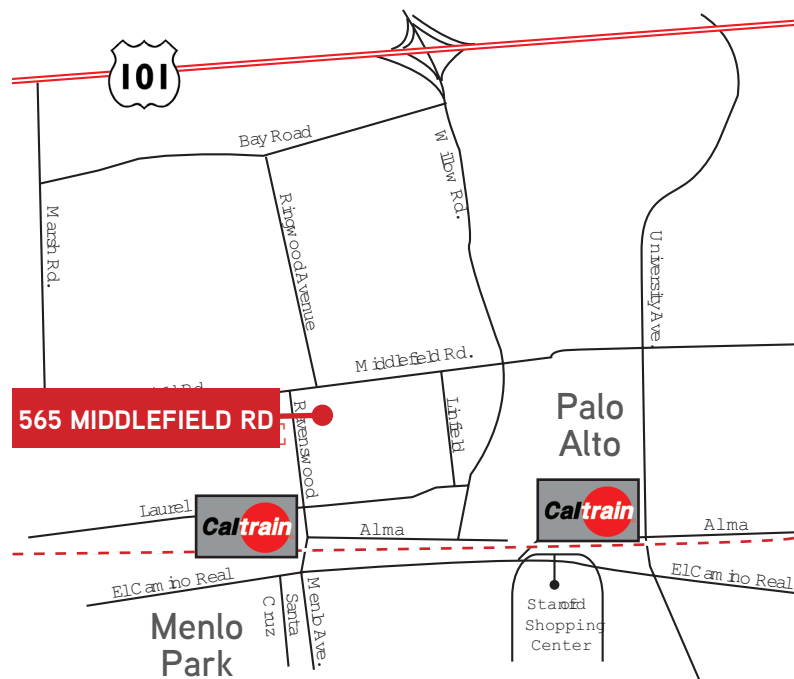 101
Bay Road
Willow Rd.
Marsh Rd.
Ringwood Avenue
University Ave.
Middlefield Rd.
565 MIDDLEFIELD RD
Ravenswood
Linfield
Palo
Alto
Laurel
Caltrain
Caltrain
Alma
Alma
El Camino Real
El Camino Real
Menlo
Park
Santa
Cruz
Menlo Ave.
Stanford
Shopping
Center